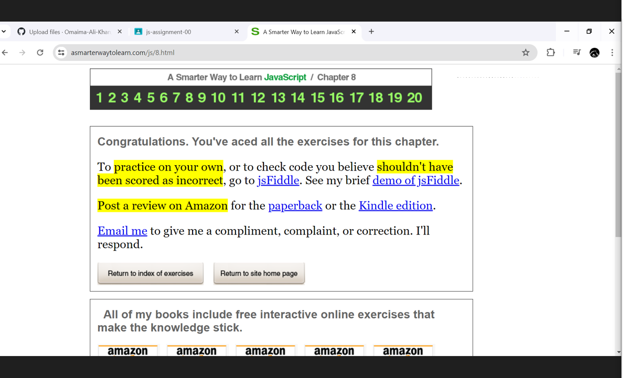 Upload files · Omaima-Ali-Khan
js-assignment-00
A Smarter Way to Learn JavaSc
asmarterwaytolearn.com/js/8.html
A Smarter Way to Learn JavaScript / Chapter 8
1 2 3 4 5 6 7 8 9 10 11 12 13 14 15 16 17 18 19 20
Congratulations. You've aced all the exercises for this chapter.
To practice on your own, or to check code you believe shouldn't have
been scored as incorrect, go to jsFiddle. See my brief demo of jsFiddle.
Post a review on Amazon for the paperback or the Kindle edition.
Email me to give me a compliment, complaint, or correction. I'll
respond.
Return to index of exercises Return to site home page
All of my books include free interactive online exercises that
make the knowledge stick.
amazon amazon amazon amazon amazon